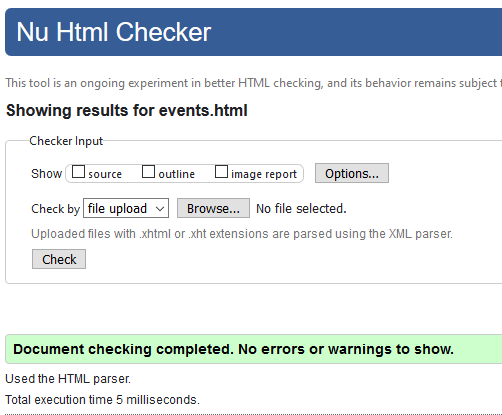 Nu Html Checker
This tool is an ongoing experiment in better HTML checking, and its behavior remains subject
Showing results for events.html
Checker Input
Show source outline image report Options...
Check by file upload Browse... No file selected.
Uploaded files with .xhtml or .xht extensions are parsed using the XML parser.
Check
Document checking completed. No errors or warnings to show.
Used the HTML parser.
Total execution time 5 milliseconds.